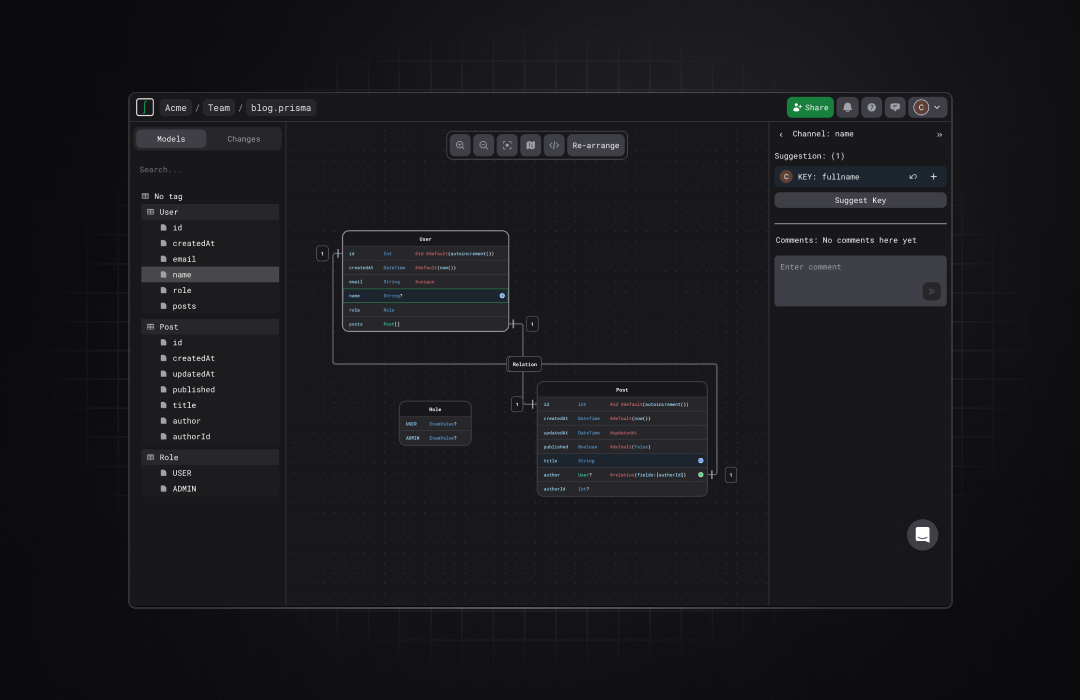 Acme / Team / blog.prisma
Share
C
Models
Changes
Search...
No tag
User
id
createdAt
email
name
role
posts
Post
id
createdAt
updatedAt
published
title
author
authorId
Role
USER
ADMIN
Re-arrange
User
id Int @id @default(autoincrement())
createdAt DateTime @default(now())
email String @unique
name String?
role Role
posts Post[]
1
1
Relation
1
1
Role
USER EnumValue?
ADMIN EnumValue?
Post
id Int @id @default(autoincrement())
createdAt DateTime @default(now())
updatedAt DateTime @updatedAt
published Boolean @default(false)
title String
author User? @relation(fields:[authorId])
authorId Int?
Channel: name
Suggestion: (1)
C KEY: fullname
Suggest Key
Comments: No comments here yet
Enter comment